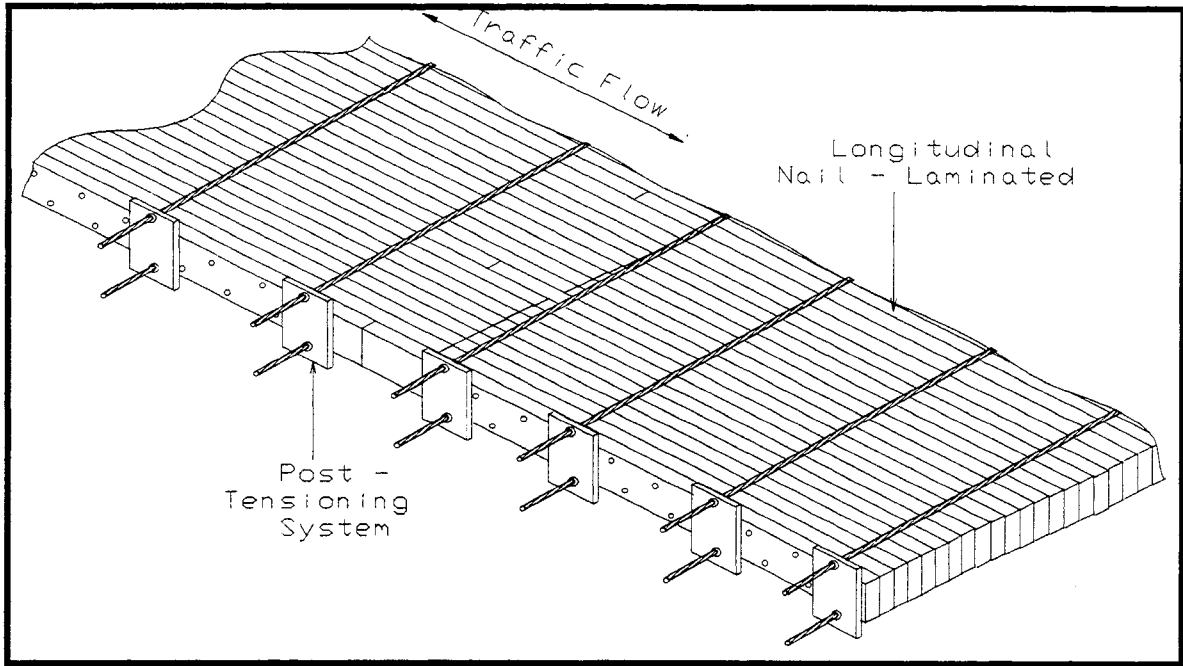 Traffic Flow
Longitudinal
Nail - Laminated
Post -
Tensioning
System